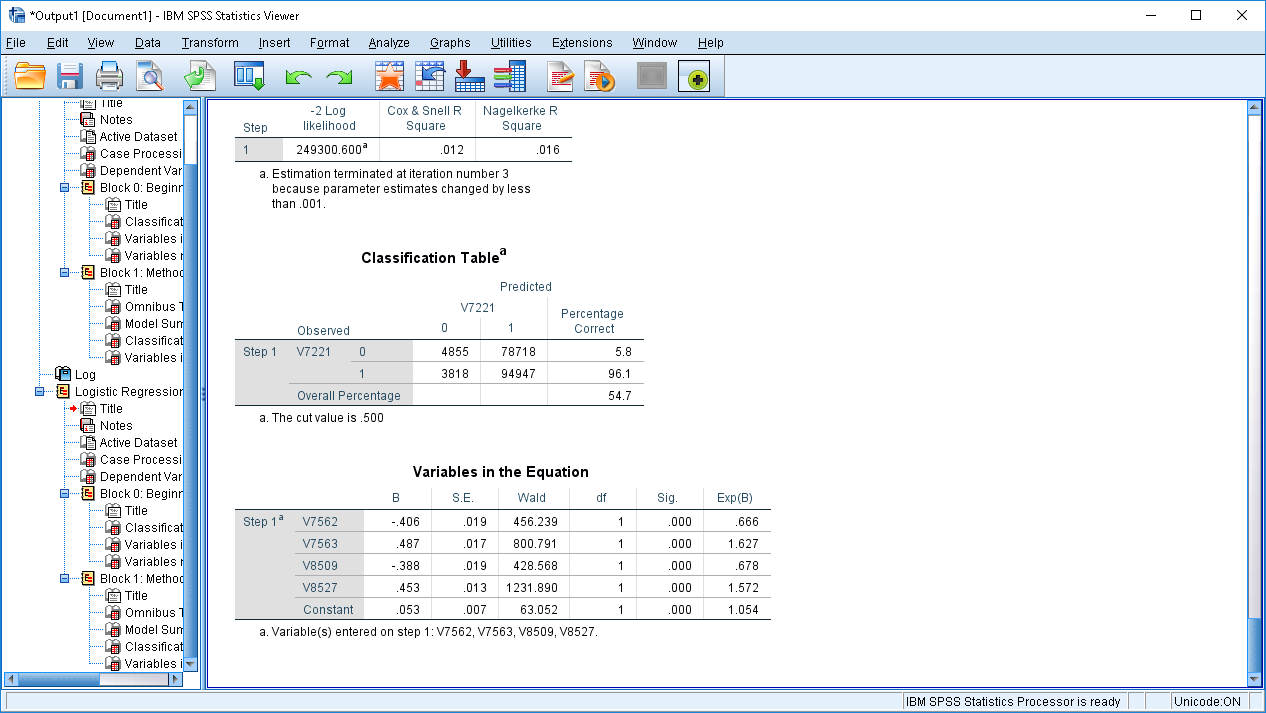 *Output1 [Document1] - IBM SPSS Statistics Viewer
File Edit View Data Transform Insert Format Analyze Graphs Utilities Extensions Window Help
Title
Notes
Active Dataset
Case Processi
Dependent Var
Block 0: Beginn
Title
Classificat
Variables i
Variables r
Block 1: Method
Title
Omnibus T
Model Sum
Classificat
Variables i
Log
Logistic Regression
Title
Notes
Active Dataset
Case Processi
Dependent Var
Block 0: Beginn
Title
Classificat
Variables i
Variables r
Block 1: Method
Title
Omnibus T
Model Sum
Classificat
Variables i
Step -2 Log likelihood Cox & Snell R Square Nagelkerke R Square
1 249300.600a .012 .016
a. Estimation terminated at iteration number 3
because parameter estimates changed by less
than .001.
Classification Tablea
Predicted
V7221 Percentage Correct
Observed 0 1
Step 1 V7221 0 4855 78718 5.8
1 3818 94947 96.1
Overall Percentage 54.7
a. The cut value is .500
Variables in the Equation
B S.E. Wald df Sig. Exp(B)
Step 1a V7562 -.406 .019 456.239 1 .000 .666
V7563 .487 .017 800.791 1 .000 1.627
V8509 -.388 .019 428.568 1 .000 .678
V8527 .453 .013 1231.890 1 .000 1.572
Constant .053 .007 63.052 1 .000 1.054
a. Variable(s) entered on step 1: V7562, V7563, V8509, V8527.
IBM SPSS Statistics Processor is ready Unicode:ON